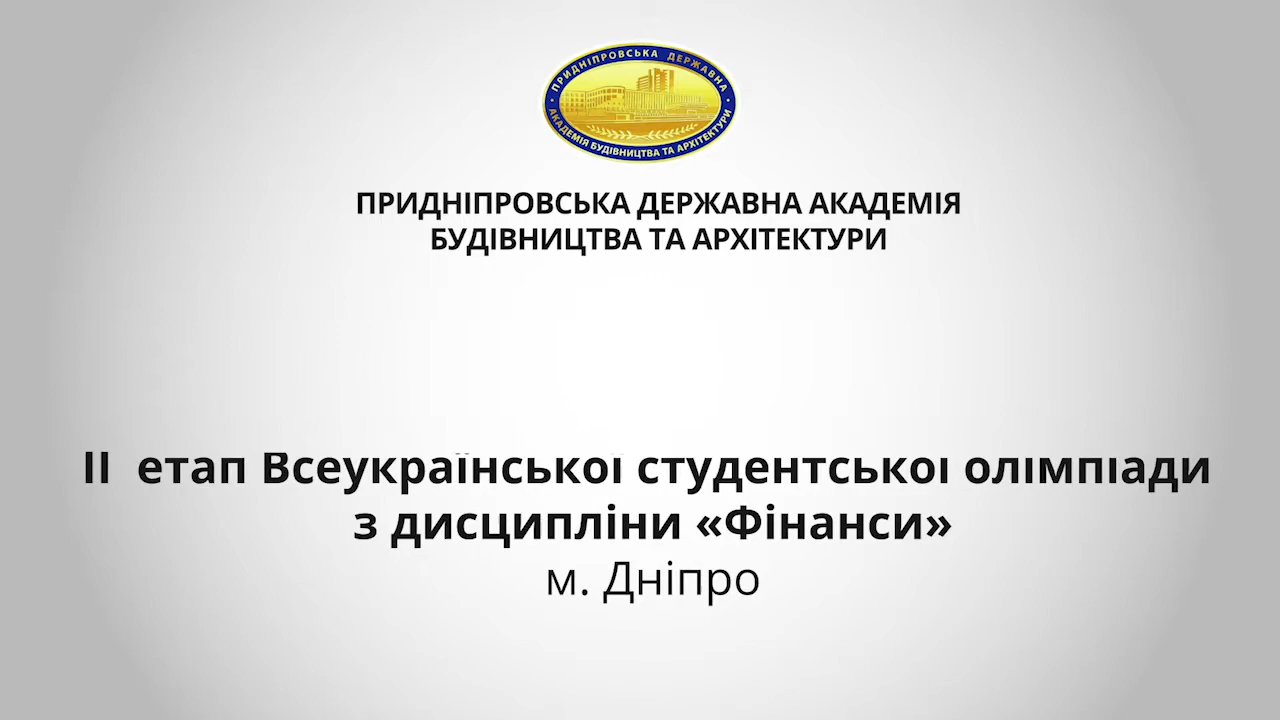 ПРИДНІПРОВСЬКА ДЕРЖАВНА
АКАДЕМІЯ БУДІВНИЦТВА ТА АРХІТЕКТУРИ
ПРИДНІПРОВСЬКА ДЕРЖАВНА АКАДЕМІЯ
БУДІВНИЦТВА ТА АРХІТЕКТУРИ
ІІ етап Всеукраїнської студентської олімпіади
з дисципліни «Фінанси»
м. Дніпро